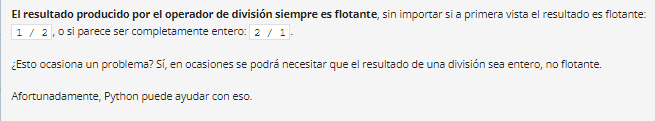 El resultado producido por el operador de división siempre es flotante, sin importar si a primera vista el resultado es flotante:
1 / 2, o si parece ser completamente entero: 2 / 1.
¿Esto ocasiona un problema? Sí, en ocasiones se podrá necesitar que el resultado de una división sea entero, no flotante.
Afortunadamente, Python puede ayudar con eso.